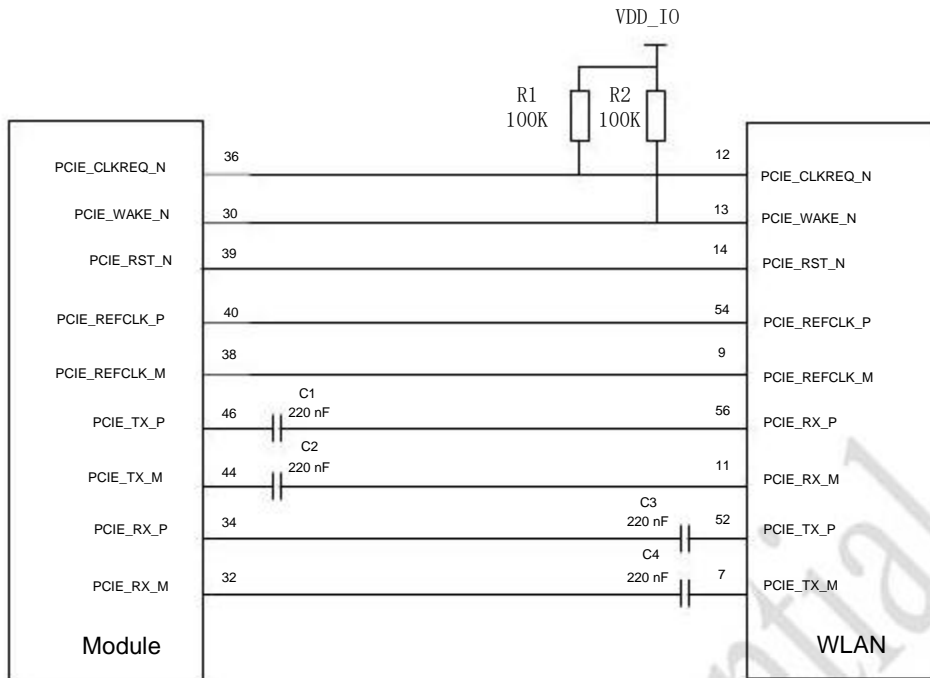 VDD_IO
R1
100K
R2
100K
PCIE_CLKREQ_N
36
12
PCIE_CLKREQ_N
PCIE_WAKE_N
30
13
PCIE_WAKE_N
PCIE_RST_N
39
14
PCIE_RST_N
PCIE_REFCLK_P
40
54
PCIE_REFCLK_P
PCIE_REFCLK_M
38
9
PCIE_REFCLK_M
C1
220 nF
PCIE_TX_P
46
56
PCIE_RX_P
C2
220 nF
PCIE_TX_M
44
11
PCIE_RX_M
PCIE_RX_P
34
C3
220 nF
52
PCIE_TX_P
PCIE_RX_M
32
C4
220 nF
7
PCIE_TX_M
Module
WLAN
ential